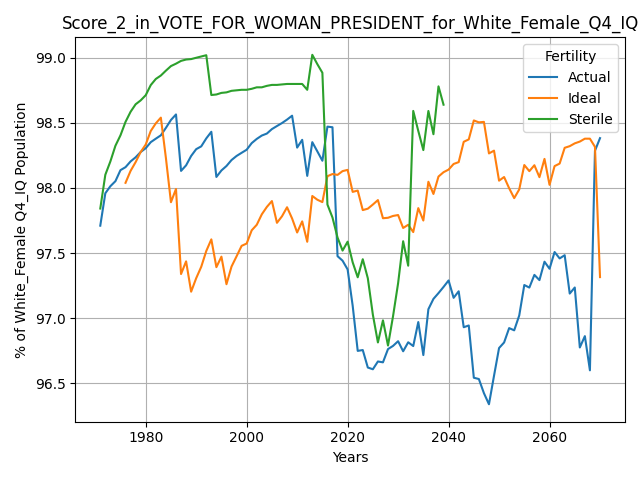 Score_2_in_VOTE_FOR_WOMAN_PRESIDENT_for_White_Female_Q4_IQ
Fertility
Actual
Ideal
Sterile
% of White_Female Q4_IQ Population
99.0
98.5
98.0
97.5
97.0
96.5
1980
2000
2020
2040
2060
Years